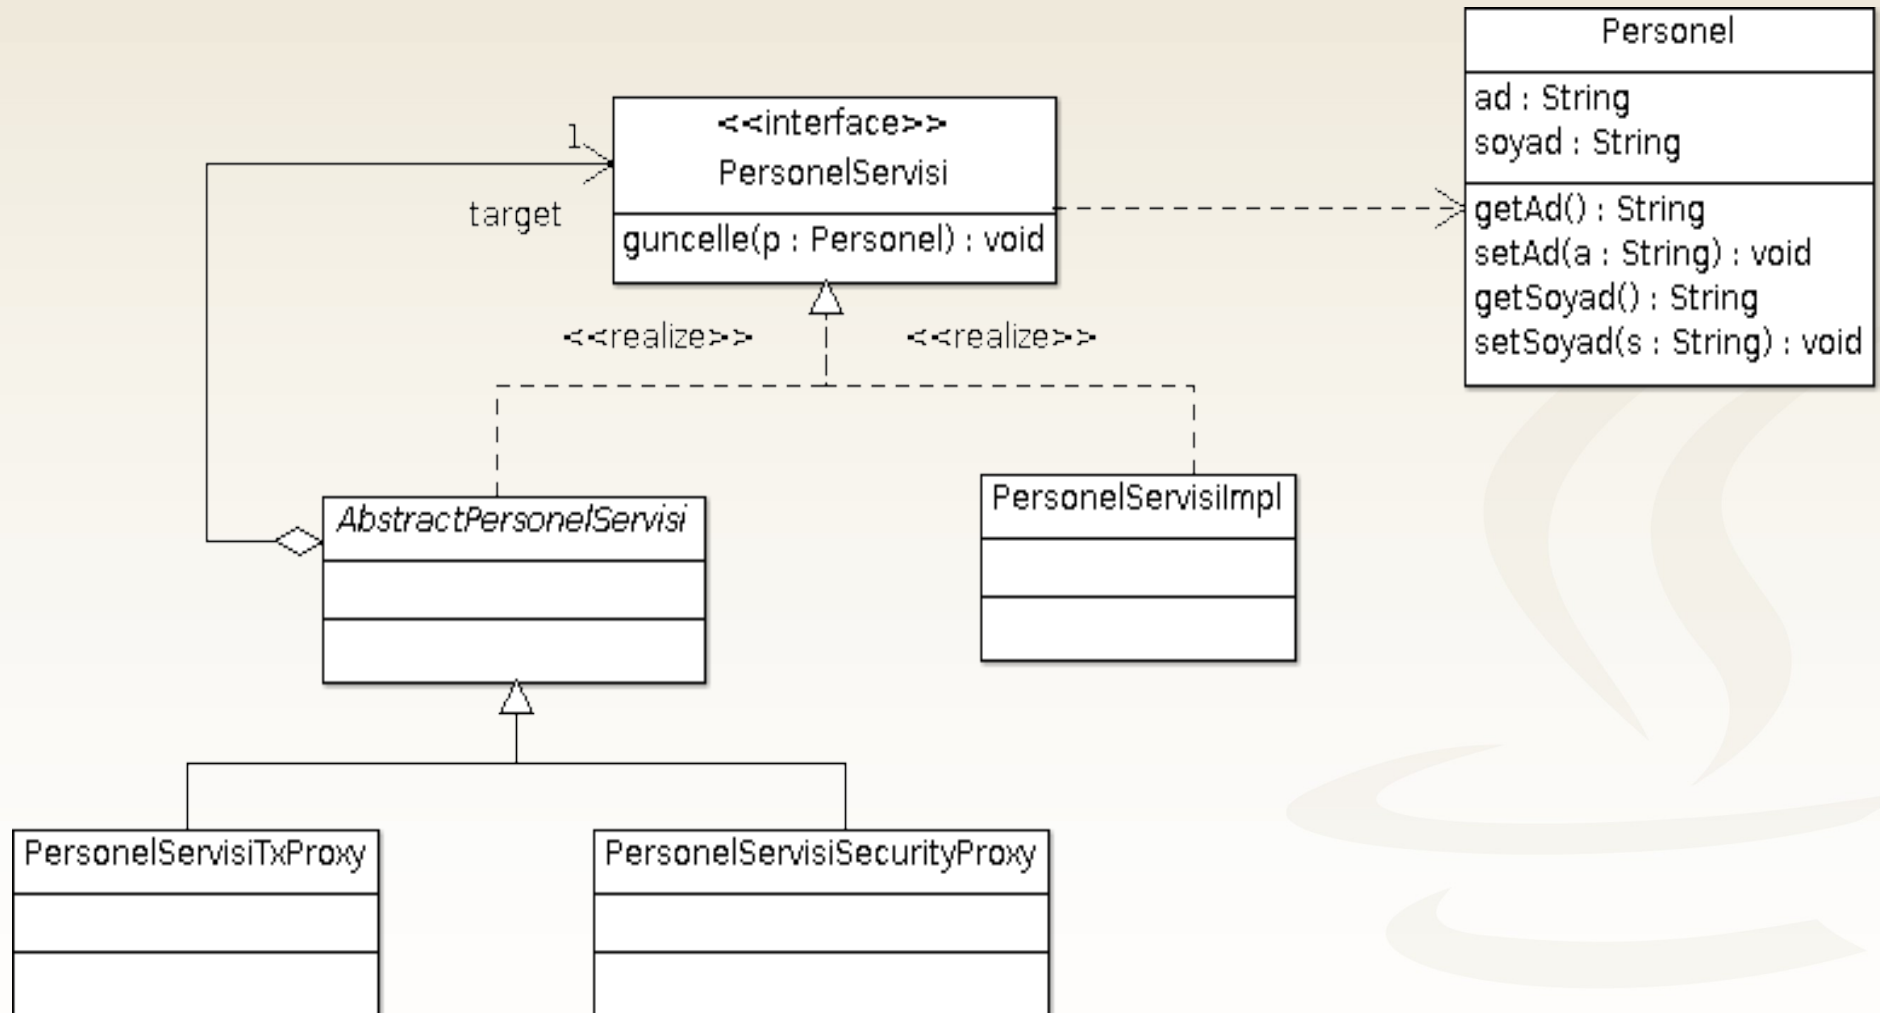 Personel
ad : String
soyad : String
getAd() : String
setAd(a : String) : void
getSoyad() : String
setSoyad(s : String) : void
<<interface>>
PersonelServisi
guncelle(p : Personel) : void
1
target
<<realize>>
<<realize>>
AbstractPersonelServisi
PersonelServisiImpl
PersonelServisiTxProxy
PersonelServisiSecurityProxy